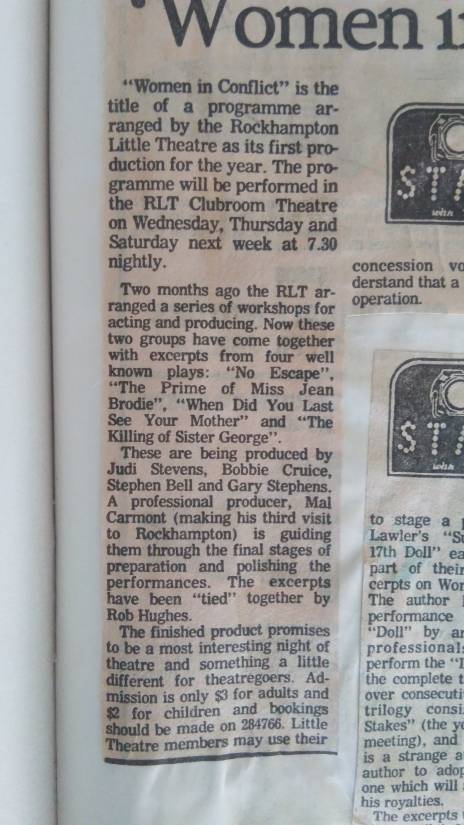 'Women i
"Women in Conflict" is the
title of a programme ar-
ranged by the Rockhampton
Little Theatre as its first pro-
duction for the year. The pro-
gramme will be performed in
the RLT Clubroom Theatre
on Wednesday, Thursday and
Saturday next week at 7.30
nightly.
Two months ago the RLT ar-
ranged a series of workshops for
acting and producing. Now these
two groups have come together
with excerpts from four well
known plays: "No Escape",
"The Prime of Miss Jean
Brodie", "When Did You Last
See Your Mother" and "The
Killing of Sister George".
These are being produced by
Judi Stevens, Bobbie Cruice,
Stephen Bell and Gary Stephens.
A professional producer, Mal
Carmont (making his third visit
to Rockhampton) is guiding
them through the final stages of
preparation and polishing the
performances. The excerpts
have been "tied" together by
Rob Hughes.
The finished product promises
to be a most interesting night of
theatre and something a little
different for theatregoers. Ad-
mission is only $3 for adults and
$2 for children and bookings
should be made on 284766. Little
Theatre members may use their
STA
with
concession vo
derstand that a
operation.
STA
with
to stage a p
Lawler's "Su
17th Doll" ea
part of their
cerpts on Wom
The author
performance
"Doll" by an
professionals
perform the "D
the complete t
over consecuti
trilogy consi
Stakes" (the ye
meeting), and
is a strange a
author to adop
one which will
his royalties.
The excerpts